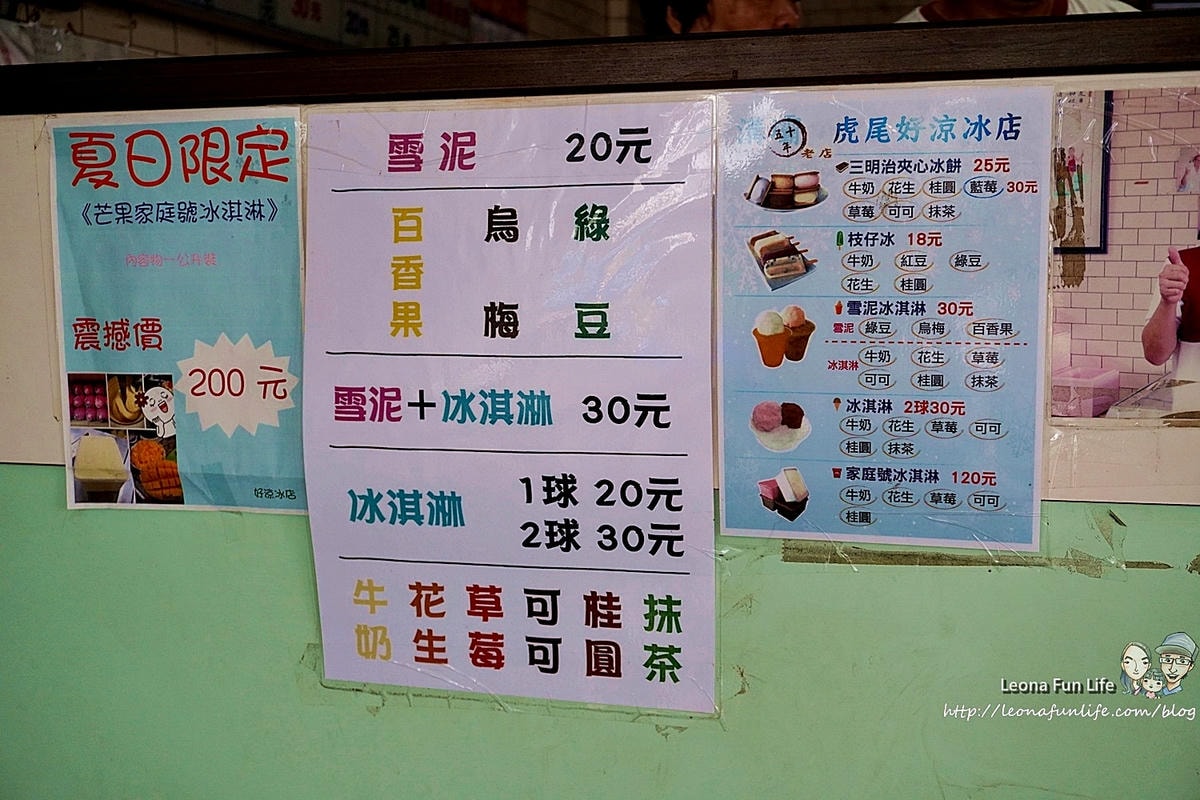 夏日限定
《芒果家庭號冰淇淋》
內容物一公升裝
震撼價
200 元
好涼冰店
雪泥 20元
百香果 烏梅 綠豆
雪泥+冰淇淋 30元
冰淇淋 1球 20元
2球 30元
牛奶 花生 草莓 可可 桂圓 抹茶
五十年老店
虎尾好涼冰店
三明治夾心冰餅 25元
牛奶 花生 桂圓 藍莓 30元
草莓 可可 抹茶
枝仔冰 18元
牛奶 紅豆 綠豆
花生 桂圓
雪泥冰淇淋 30元
雪泥 綠豆 烏梅 百香果
冰淇淋 牛奶 花生 草莓
可可 桂圓 抹茶
冰淇淋 2球30元
牛奶 花生 草莓 可可
桂圓 抹茶
家庭號冰淇淋 120元
牛奶 花生 草莓 可可
桂圓
Leona Fun Life
http://leonafunlife.com/blog